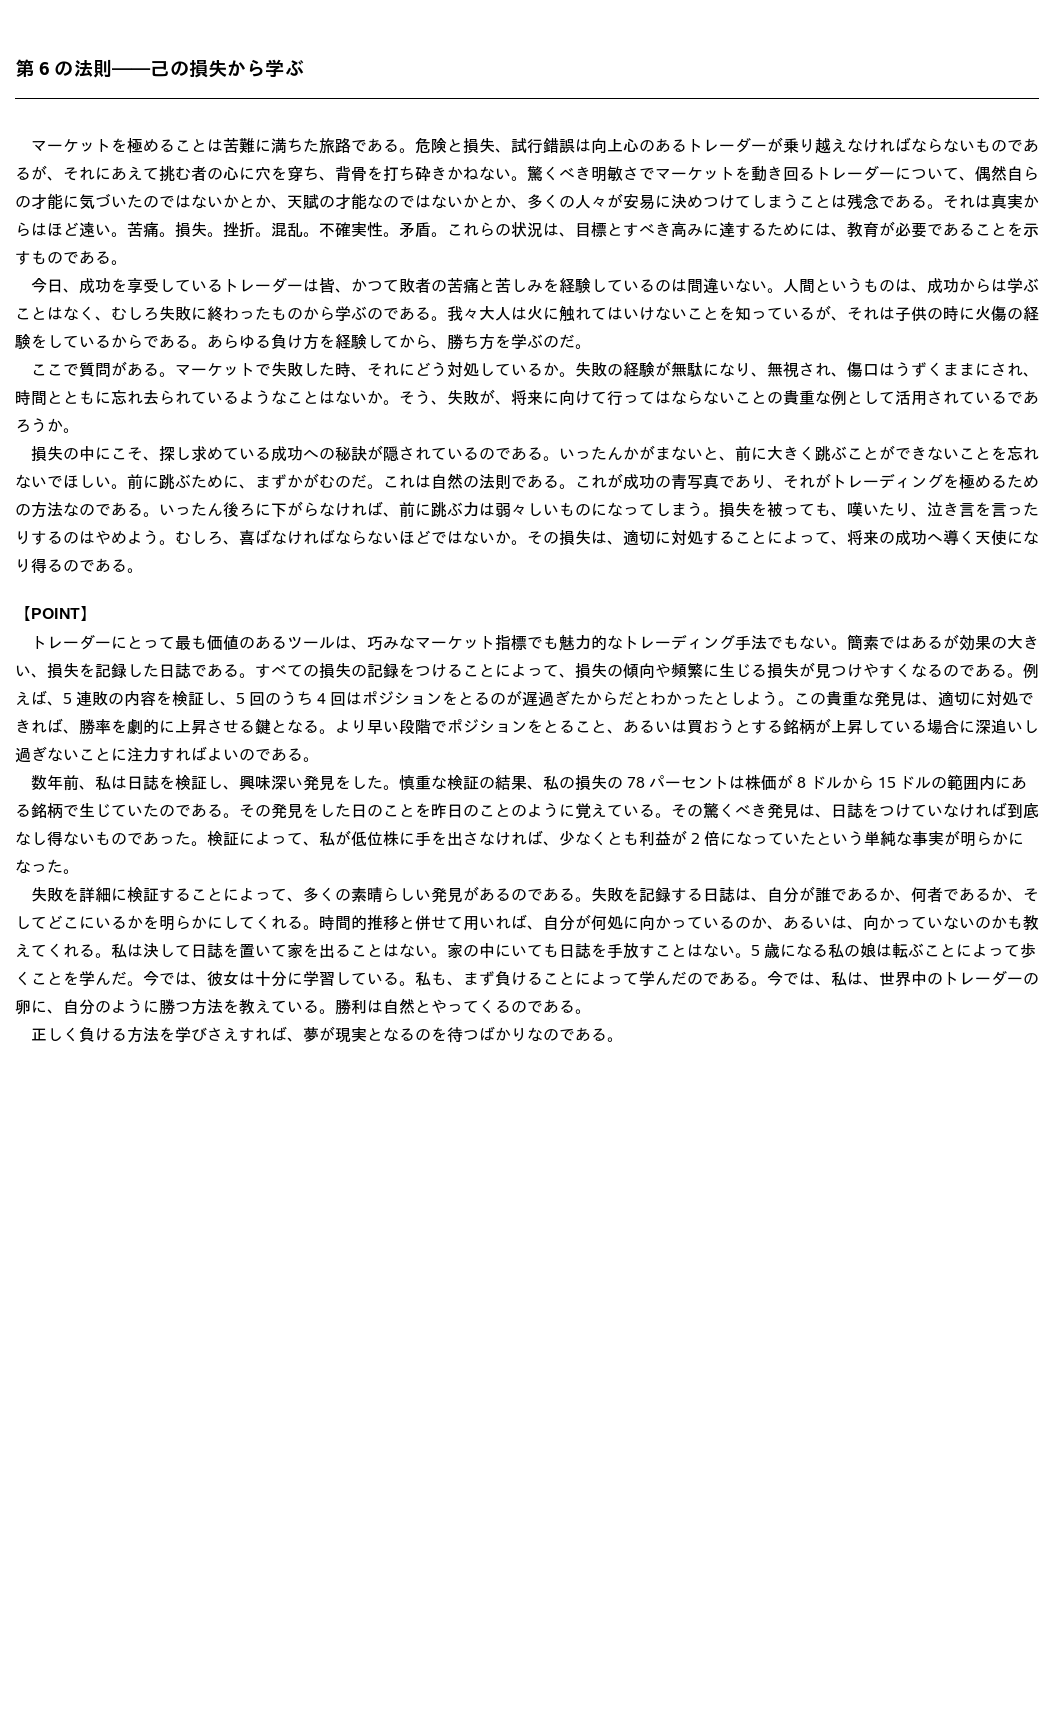 第 6 の法則——己の損失から学ぶ
　マーケットを極めることは苦難に満ちた旅路である。危険と損失、試行錯誤は向上心のあるトレーダーが乗り越えなければならないものであ
るが、それにあえて挑む者の心に穴を穿ち、背骨を打ち砕きかねない。驚くべき明敏さでマーケットを動き回るトレーダーについて、偶然自ら
の才能に気づいたのではないかとか、天賦の才能なのではないかとか、多くの人々が安易に決めつけてしまうことは残念である。それは真実か
らはほど遠い。苦痛。損失。挫折。混乱。不確実性。矛盾。これらの状況は、目標とすべき高みに達するためには、教育が必要であることを示
すものである。
　今日、成功を享受しているトレーダーは皆、かつて敗者の苦痛と苦しみを経験しているのは間違いない。人間というものは、成功からは学ぶ
ことはなく、むしろ失敗に終わったものから学ぶのである。我々大人は火に触れてはいけないことを知っているが、それは子供の時に火傷の経
験をしているからである。あらゆる負け方を経験してから、勝ち方を学ぶのだ。
　ここで質問がある。マーケットで失敗した時、それにどう対処しているか。失敗の経験が無駄になり、無視され、傷口はうずくままにされ、
時間とともに忘れ去られているようなことはないか。そう、失敗が、将来に向けて行ってはならないことの貴重な例として活用されているであ
ろうか。
　損失の中にこそ、探し求めている成功への秘訣が隠されているのである。いったんかがまないと、前に大きく跳ぶことができないことを忘れ
ないでほしい。前に跳ぶために、まずかがむのだ。これは自然の法則である。これが成功の青写真であり、それがトレーディングを極めるため
の方法なのである。いったん後ろに下がらなければ、前に跳ぶ力は弱々しいものになってしまう。損失を被っても、嘆いたり、泣き言を言った
りするのはやめよう。むしろ、喜ばなければならないほどではないか。その損失は、適切に対処することによって、将来の成功へ導く天使にな
り得るのである。
【POINT】
　トレーダーにとって最も価値のあるツールは、巧みなマーケット指標でも魅力的なトレーディング手法でもない。簡素ではあるが効果の大き
い、損失を記録した日誌である。すべての損失の記録をつけることによって、損失の傾向や頻繁に生じる損失が見つけやすくなるのである。例
えば、5 連敗の内容を検証し、5 回のうち 4 回はポジションをとるのが遅過ぎたからだとわかったとしよう。この貴重な発見は、適切に対処で
きれば、勝率を劇的に上昇させる鍵となる。より早い段階でポジションをとること、あるいは買おうとする銘柄が上昇している場合に深追いし
過ぎないことに注力すればよいのである。
　数年前、私は日誌を検証し、興味深い発見をした。慎重な検証の結果、私の損失の 78 パーセントは株価が 8 ドルから 15 ドルの範囲内にあ
る銘柄で生じていたのである。その発見をした日のことを昨日のことのように覚えている。その驚くべき発見は、日誌をつけていなければ到底
なし得ないものであった。検証によって、私が低位株に手を出さなければ、少なくとも利益が 2 倍になっていたという単純な事実が明らかに
なった。
　失敗を詳細に検証することによって、多くの素晴らしい発見があるのである。失敗を記録する日誌は、自分が誰であるか、何者であるか、そ
してどこにいるかを明らかにしてくれる。時間的推移と併せて用いれば、自分が何処に向かっているのか、あるいは、向かっていないのかも教
えてくれる。私は決して日誌を置いて家を出ることはない。家の中にいても日誌を手放すことはない。5 歳になる私の娘は転ぶことによって歩
くことを学んだ。今では、彼女は十分に学習している。私も、まず負けることによって学んだのである。今では、私は、世界中のトレーダーの
卵に、自分のように勝つ方法を教えている。勝利は自然とやってくるのである。
　正しく負ける方法を学びさえすれば、夢が現実となるのを待つばかりなのである。